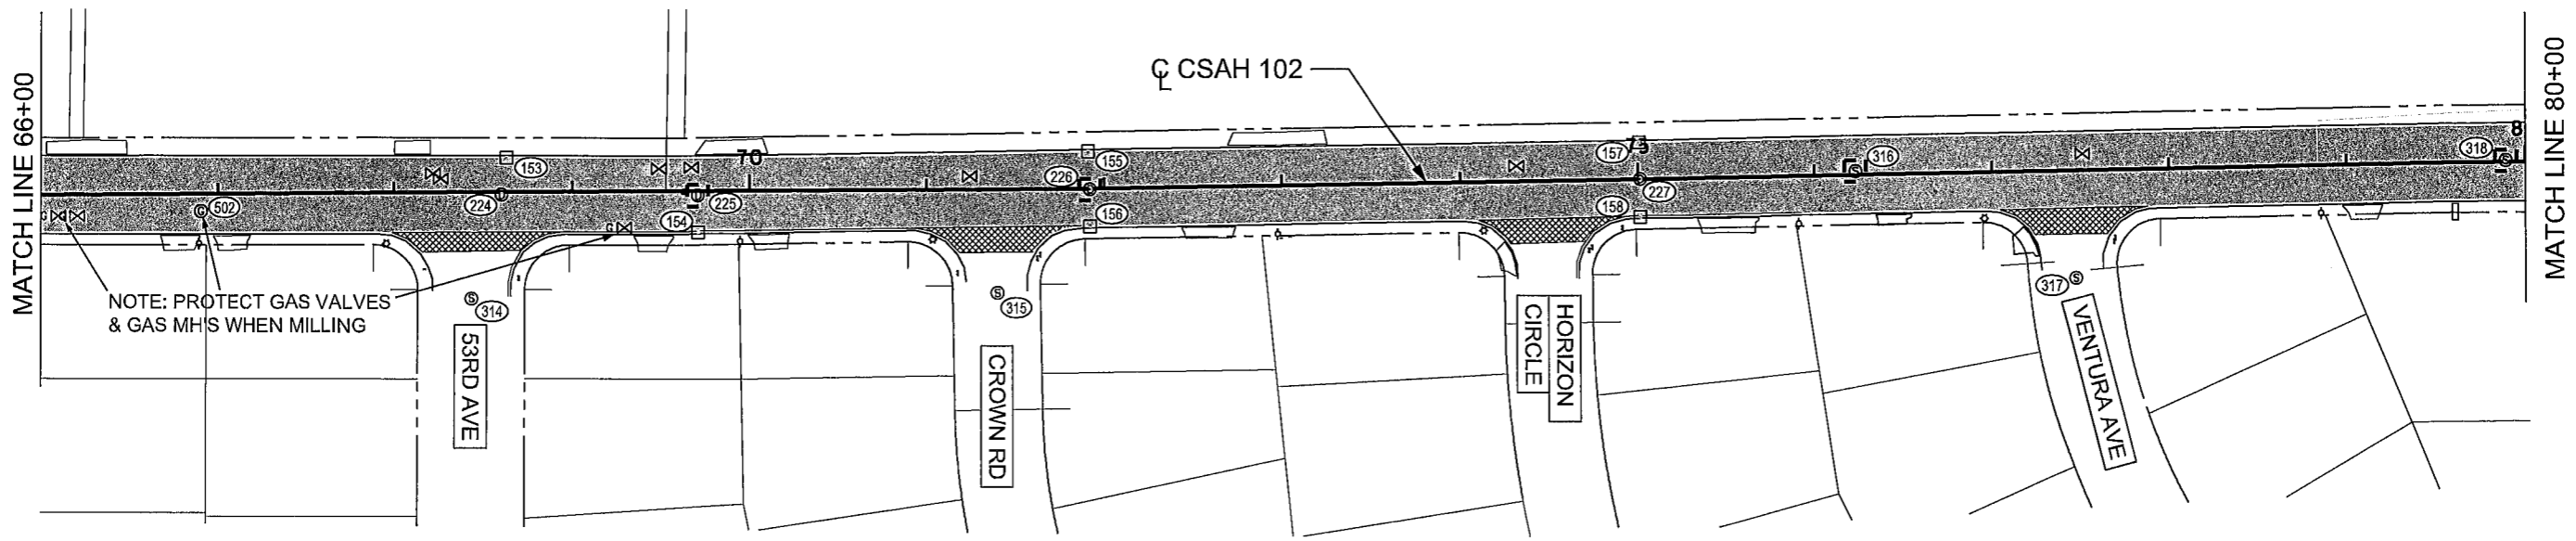 MATCH LINE 66+00
℄ CSAH 102
MATCH LINE 80+00
153
70
155
157
75
316
318
8
226
502
224
225
227
154
156
158
G
G
G
NOTE: PROTECT GAS VALVES
& GAS MH'S WHEN MILLING
S
314
S
315
317
S
53RD AVE
CROWN RD
HORIZON
CIRCLE
VENTURA AVE